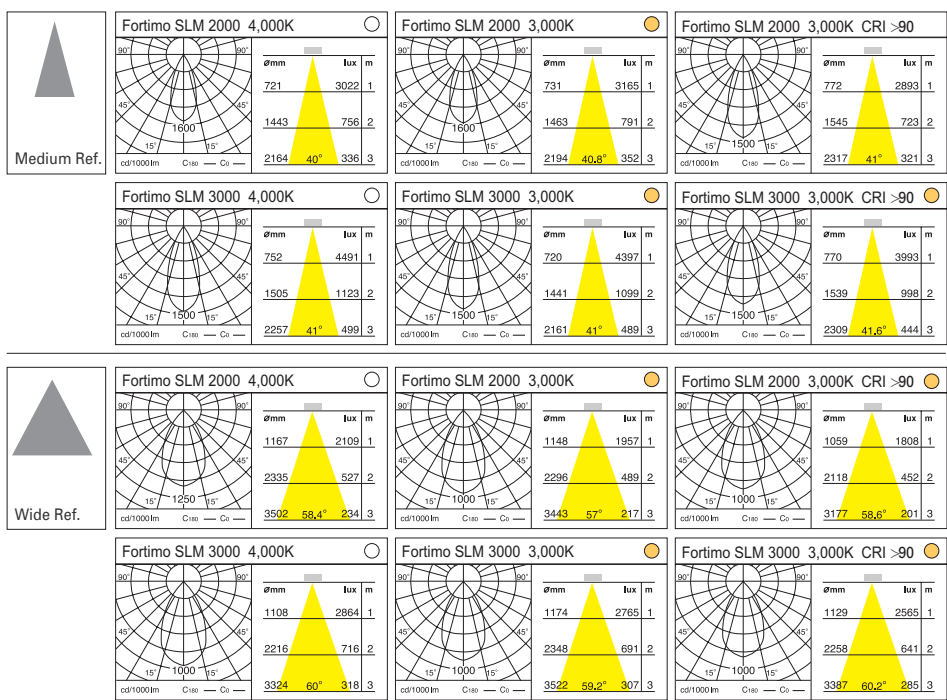 Medium Ref.
Fortimo SLM 2000 4,000K
90° 90°
45° 45°
1600
15° 15°
cd/1000 lm C180 — C0 —
ømm lux m
721 3022 1
1443 756 2
2164 40° 336 3
Fortimo SLM 2000 3,000K
90° 90°
45° 45°
1600
15° 15°
cd/1000 lm C180 — C0 —
ømm lux m
731 3165 1
1463 791 2
2194 40.8° 352 3
Fortimo SLM 2000 3,000K CRI >90
90° 90°
45° 45°
1500
15° 15°
cd/1000 lm C180 — C0 —
ømm lux m
772 2893 1
1545 723 2
2317 41° 321 3
Fortimo SLM 3000 4,000K
90° 90°
45° 45°
1500
15° 15°
cd/1000 lm C180 — C0 —
ømm lux m
752 4491 1
1505 1123 2
2257 41° 499 3
Fortimo SLM 3000 3,000K
90° 90°
45° 45°
1500
15° 15°
cd/1000 lm C180 — C0 —
ømm lux m
720 4397 1
1441 1099 2
2161 41° 489 3
Fortimo SLM 3000 3,000K CRI >90
90° 90°
45° 45°
1500
15° 15°
cd/1000 lm C180 — C0 —
ømm lux m
770 3993 1
1539 998 2
2309 41.6° 444 3
Wide Ref.
Fortimo SLM 2000 4,000K
90° 90°
45° 45°
1250
15° 15°
cd/1000 lm C180 — C0 —
ømm lux m
1167 2109 1
2335 527 2
3502 58.4° 234 3
Fortimo SLM 2000 3,000K
90° 90°
45° 45°
1000
15° 15°
cd/1000 lm C180 — C0 —
ømm lux m
1148 1957 1
2296 489 2
3443 57° 217 3
Fortimo SLM 2000 3,000K CRI >90
90° 90°
45° 45°
1000
15° 15°
cd/1000 lm C180 — C0 —
ømm lux m
1059 1808 1
2118 452 2
3177 58.6° 201 3
Fortimo SLM 3000 4,000K
90° 90°
45° 45°
1000
15° 15°
cd/1000 lm C180 — C0 —
ømm lux m
1108 2864 1
2216 716 2
3324 60° 318 3
Fortimo SLM 3000 3,000K
90° 90°
45° 45°
1000
15° 15°
cd/1000 lm C180 — C0 —
ømm lux m
1174 2765 1
2348 691 2
3522 59.2° 307 3
Fortimo SLM 3000 3,000K CRI >90
90° 90°
45° 45°
1000
15° 15°
cd/1000 lm C180 — C0 —
ømm lux m
1129 2565 1
2258 641 2
3387 60.2° 285 3